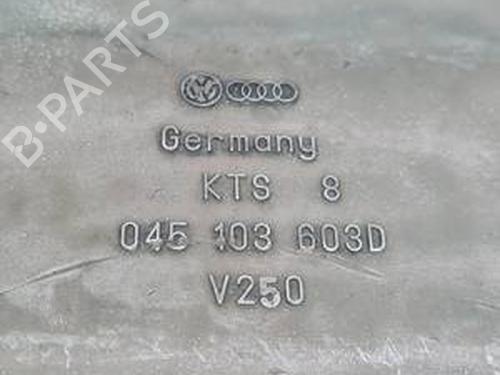 B-PARTS
Germany
KTS 8
045 103 603D
V250